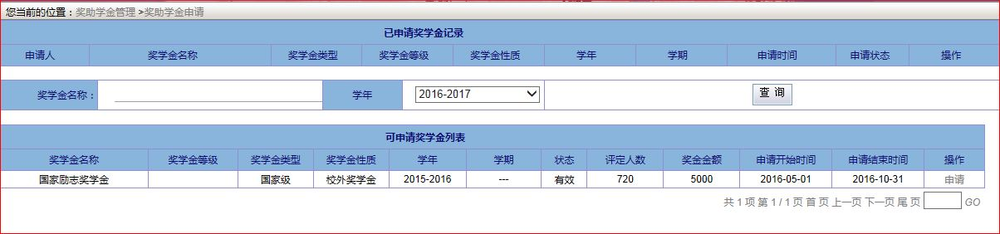 您当前的位置：奖助学金管理 >奖助学金申请
已申请奖学金记录
申请人 奖学金名称 奖学金类型 奖学金等级 奖学金性质 学年 学期 申请时间 申请状态 操作
奖学金名称： 学年 2016-2017 查 询
可申请奖学金列表
奖学金名称 奖学金等级 奖学金类型 奖学金性质 学年 学期 状态 评定人数 奖金金额 申请开始时间 申请结束时间 操作
国家励志奖学金 国家级 校外奖学金 2015-2016 --- 有效 720 5000 2016-05-01 2016-10-31 申请
共 1 项 第 1 / 1 页 首 页 上一页 下一页 尾 页 GO